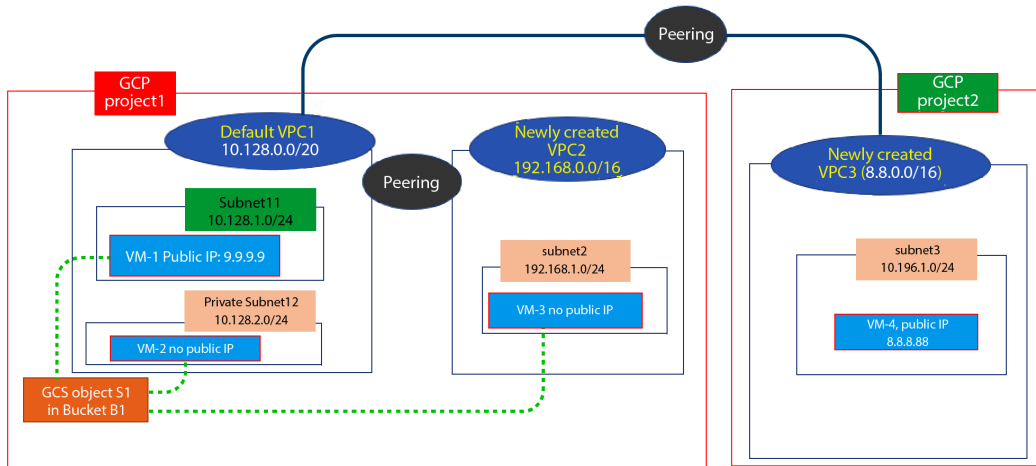 Peering
GCP
project1
GCP
project2
Default VPC1
10.128.0.0/20
Newly created
VPC2
192.168.0.0/16
Newly created
VPC3 (8.8.0.0/16)
Peering
Subnet11
10.128.1.0/24
VM-1 Public IP: 9.9.9.9
subnet2
192.168.1.0/24
subnet3
10.196.1.0/24
Private Subnet12
10.128.2.0/24
VM-3 no public IP
VM-4, public IP
8.8.8.88
VM-2 no public IP
GCS object S1
in Bucket B1